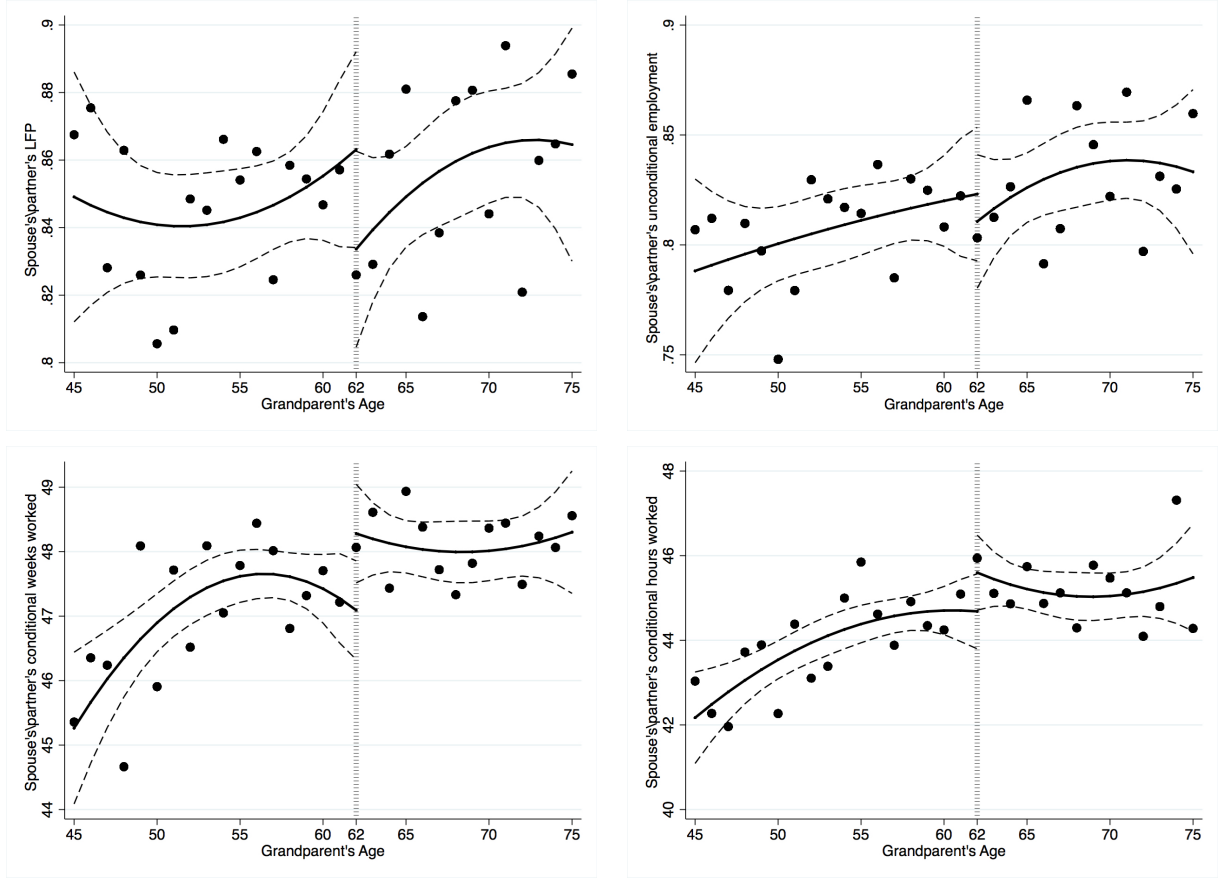 Spouse's\partner's LFP
.9
.88
.86
.84
.82
.8
45 50 55 60 62 65 70 75
Grandparent's Age
Spouse's\partner's unconditional employment
.9
.85
.8
.75
45 50 55 60 62 65 70 75
Grandparent's Age
Spouse's\partner's conditional weeks worked
49
48
47
46
45
44
45 50 55 60 62 65 70 75
Grandparent's Age
Spouse's\partner's conditional hours worked
48
46
44
42
40
45 50 55 60 62 65 70 75
Grandparent's Age